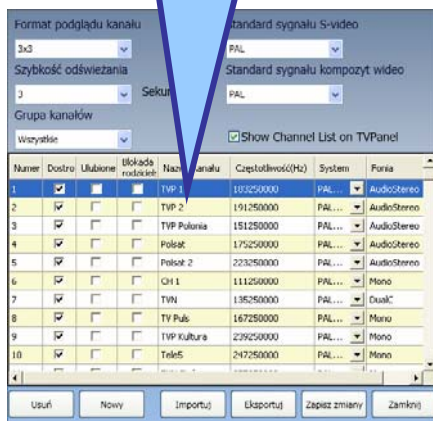 Format podglądu kanału
Standard sygnału S-video
3x3
PAL
Szybkość odświeżania
Standard sygnału kompozyt wideo
3
PAL
Grupa kanałów
Wszystkie
Show Channel List on TVPanel
Numer Dostro Ulubione Blokada rodziciel Częstotliwość(Hz) System Fonia
1 TVP 1 183250000 PAL... AudioStereo
2 TVP 2 191250000 PAL... AudioStereo
3 TVP Polonia 151250000 PAL... AudioStereo
4 Polsat 175250000 PAL... AudioStereo
5 Polsat 2 223250000 PAL... AudioStereo
6 CH 1 111250000 PAL... Mono
7 TVN 135250000 PAL... DualC
8 TV Puls 167250000 PAL... Mono
9 TVP Kultura 239250000 PAL... Mono
10 Tele5 247250000 PAL... Mono
Usuń Nowy Importuj Eksportuj Zapisz zmiany Zamknij